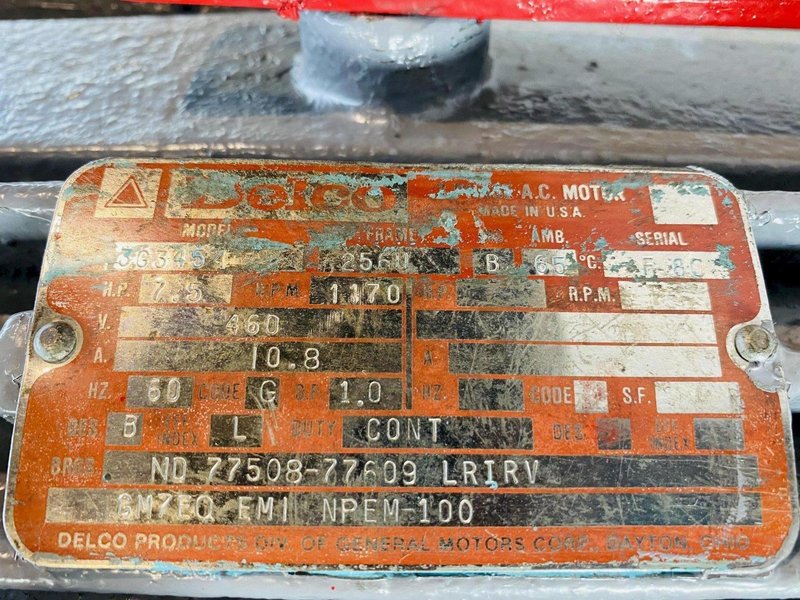 Delco A.C. MOTOR
MADE IN U.S.A.
MODEL FRAME AMB. SERIAL
256U B 65 °C. F 80
H.P. 7.5 R.P.M. 1170 R.P.M.
V. 460
A. 10.8 A.
HZ. 60 CODE G S.F. 1.0 HZ. CODE S.F.
DES. B INDEX L DUTY CONT DES. INDEX
BRGS. ND 77508-77609 LRIRV
GM7EQ EMI NPEM-100
DELCO PRODUCTS DIV. OF GENERAL MOTORS CORP., DAYTON, OHIO